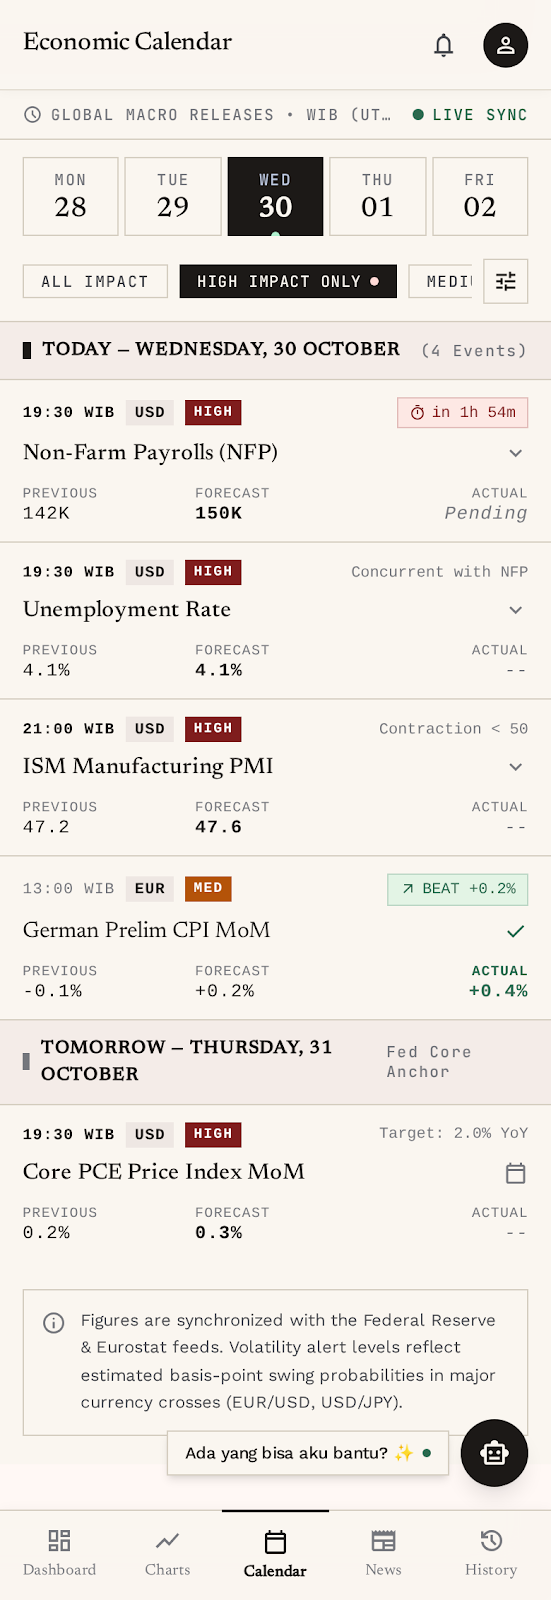 Economic Calendar
GLOBAL MACRO RELEASES • WIB (UT… LIVE SYNC
MON TUE WED THU FRI
28 29 30 01 02
ALL IMPACT HIGH IMPACT ONLY MEDIU
TODAY — WEDNESDAY, 30 OCTOBER (4 Events)
19:30 WIB USD HIGH in 1h 54m
Non-Farm Payrolls (NFP)
PREVIOUS FORECAST ACTUAL
142K 150K Pending
19:30 WIB USD HIGH Concurrent with NFP
Unemployment Rate
PREVIOUS FORECAST ACTUAL
4.1% 4.1% --
21:00 WIB USD HIGH Contraction < 50
ISM Manufacturing PMI
PREVIOUS FORECAST ACTUAL
47.2 47.6 --
13:00 WIB EUR MED BEAT +0.2%
German Prelim CPI MoM
PREVIOUS FORECAST ACTUAL
-0.1% +0.2% +0.4%
TOMORROW — THURSDAY, 31
OCTOBER
Fed Core
Anchor
19:30 WIB USD HIGH Target: 2.0% YoY
Core PCE Price Index MoM
PREVIOUS FORECAST ACTUAL
0.2% 0.3% --
Figures are synchronized with the Federal Reserve
& Eurostat feeds. Volatility alert levels reflect
estimated basis-point swing probabilities in major
currency crosses (EUR/USD, USD/JPY).
Ada yang bisa aku bantu? ✨
Dashboard Charts Calendar News History